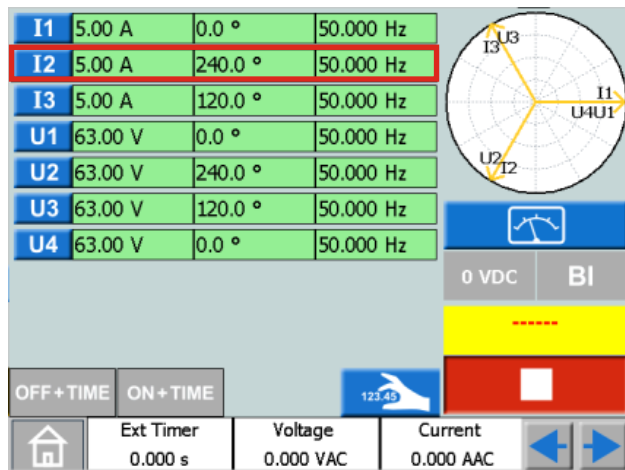 I1 5.00 A 0.0 ° 50.000 Hz
I2 5.00 A 240.0 ° 50.000 Hz
I3 5.00 A 120.0 ° 50.000 Hz
U1 63.00 V 0.0 ° 50.000 Hz
U2 63.00 V 240.0 ° 50.000 Hz
U3 63.00 V 120.0 ° 50.000 Hz
U4 63.00 V 0.0 ° 50.000 Hz
U3
I3
I1
U4U1
U2
I2
0 VDC BI
------
OFF+TIME ON+TIME 123.45
Ext Timer Voltage Current
0.000 s 0.000 VAC 0.000 AAC